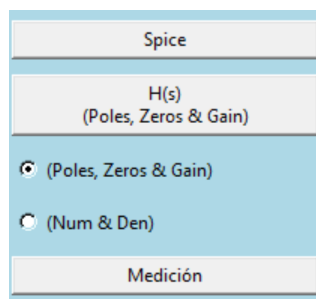 Spice
H(s)
(Poles, Zeros & Gain)
(Poles, Zeros & Gain)
(Num & Den)
Medición